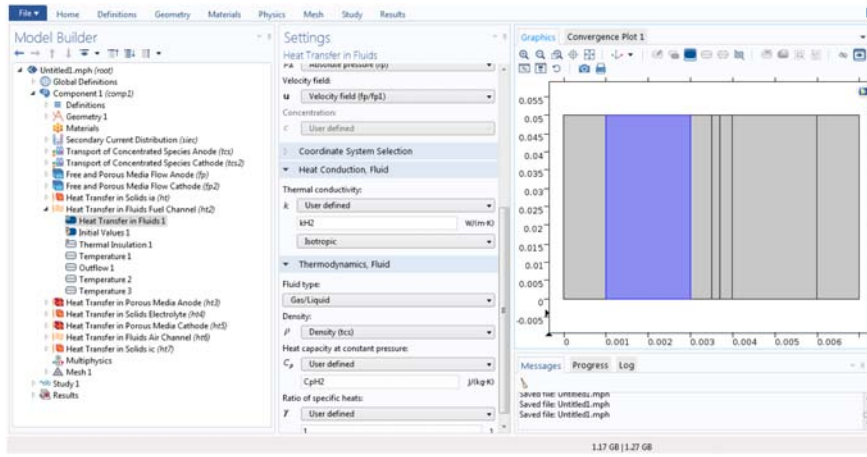 File
Home
Definitions
Geometry
Materials
Physics
Mesh
Study
Results
Model Builder
Untitled1.mph (root)
Global Definitions
Component 1 (comp1)
Definitions
Geometry 1
Materials
Secondary Current Distribution (siec)
Transport of Concentrated Species Anode (tcs)
Transport of Concentrated Species Cathode (tcs2)
Free and Porous Media Flow Anode (fp)
Free and Porous Media Flow Cathode (fp2)
Heat Transfer in Solids ia (ht)
Heat Transfer in Fluids Fuel Channel (ht2)
Heat Transfer in Fluids 1
Initial Values 1
Thermal Insulation 1
Temperature 1
Outflow 1
Temperature 2
Temperature 3
Heat Transfer in Porous Media Anode (ht3)
Heat Transfer in Solids Electrolyte (ht4)
Heat Transfer in Porous Media Cathode (ht5)
Heat Transfer in Fluids Air Channel (ht6)
Heat Transfer in Solids ic (ht7)
Multiphysics
Mesh 1
Study 1
Results
Settings
Heat Transfer in Fluids
Absolute pressure (fp)
Velocity field:
u Velocity field (fp/fp1)
Concentration:
c User defined
Coordinate System Selection
Heat Conduction, Fluid
Thermal conductivity:
k User defined
kH2 W/(m·K)
Isotropic
Thermodynamics, Fluid
Fluid type:
Gas/Liquid
Density:
ρ Density (tcs)
Heat capacity at constant pressure:
Cp User defined
CpH2 J/(kg·K)
Ratio of specific heats:
γ User defined
1 1
Graphics Convergence Plot 1
0.055
0.05
0.045
0.04
0.035
0.03
0.025
0.02
0.015
0.01
0.005
0
-0.005
0 0.001 0.002 0.003 0.004 0.005 0.006
Messages Progress Log
Saved file: Untitled1.mph
Saved file: Untitled1.mph
Saved file: Untitled1.mph
1.17 GB | 1.27 GB